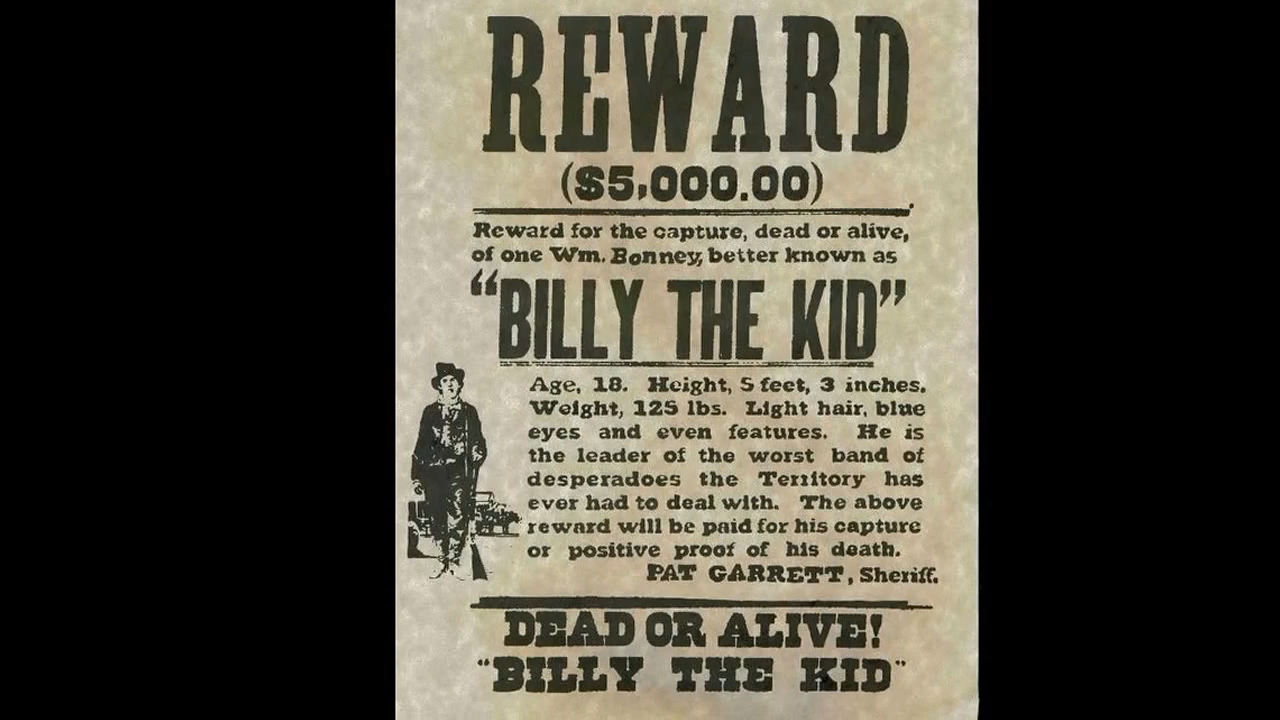 REWARD
($5,000.00)
Reward for the capture, dead or alive,
of one Wm. Bonney, better known as
"BILLY THE KID"
Age, 18. Height, 5 feet, 3 inches.
Weight, 125 lbs. Light hair, blue
eyes and even features. He is
the leader of the worst band of
desperadoes the Territory has
ever had to deal with. The above
reward will be paid for his capture
or positive proof of his death.
PAT GARRETT, Sheriff.
DEAD OR ALIVE!
"BILLY THE KID"